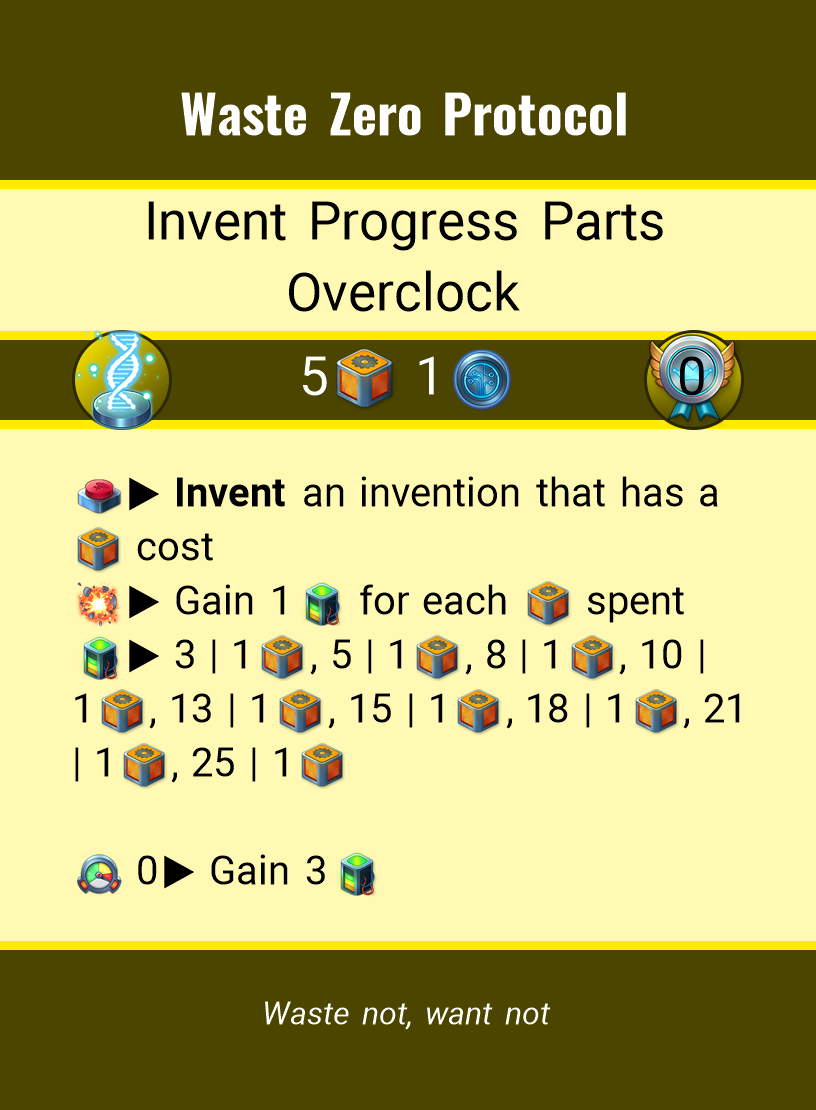 Waste Zero Protocol
Invent Progress Parts
Overclock
5 1 0
▶ Invent an invention that has a
cost
▶ Gain 1 for each spent
▶ 3 | 1 , 5 | 1 , 8 | 1 , 10 |
1 , 13 | 1 , 15 | 1 , 18 | 1 , 21
| 1 , 25 | 1
0▶ Gain 3
Waste not, want not